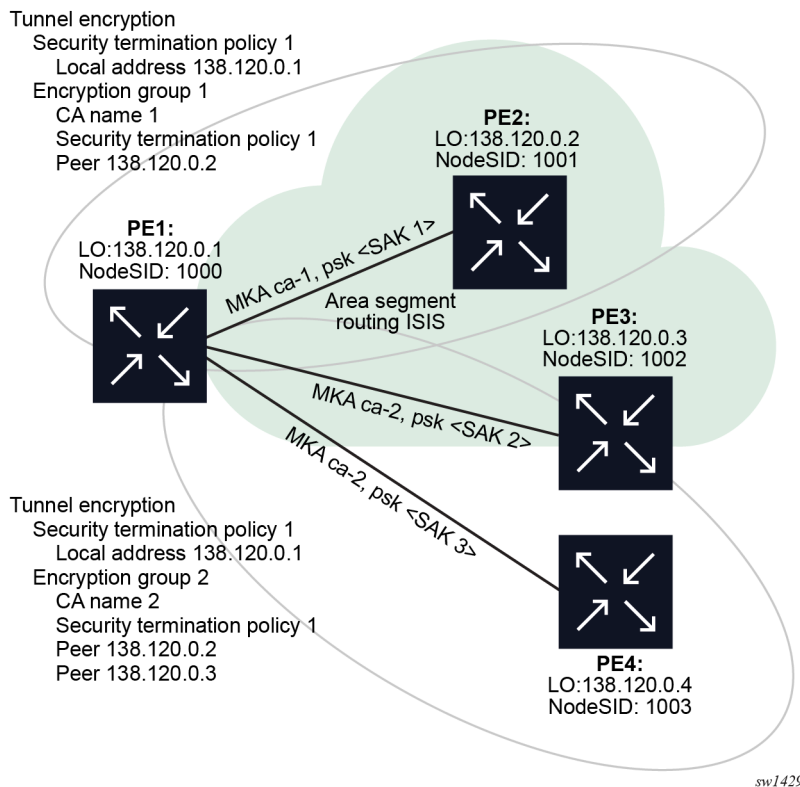 Tunnel encryption
Security termination policy 1
Local address 138.120.0.1
Encryption group 1
CA name 1
Security termination policy 1
Peer 138.120.0.2
PE1:
LO:138.120.0.1
NodeSID: 1000
PE2:
LO:138.120.0.2
NodeSID: 1001
MKA ca-1, psk <SAK 1>
Area segment
routing ISIS
PE3:
LO:138.120.0.3
NodeSID: 1002
MKA ca-2, psk <SAK 2>
MKA ca-2, psk <SAK 3>
Tunnel encryption
Security termination policy 1
Local address 138.120.0.1
Encryption group 2
CA name 2
Security termination policy 1
Peer 138.120.0.2
Peer 138.120.0.3
PE4:
LO:138.120.0.4
NodeSID: 1003
sw1429